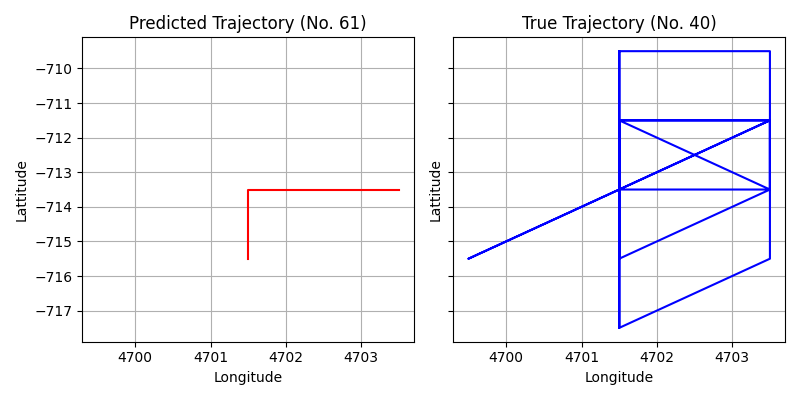 Predicted Trajectory (No. 61)
True Trajectory (No. 40)
Lattitude
−710
−711
−712
−713
−714
−715
−716
−717
4700
4701
4702
4703
Longitude
Lattitude
4700
4701
4702
4703
Longitude